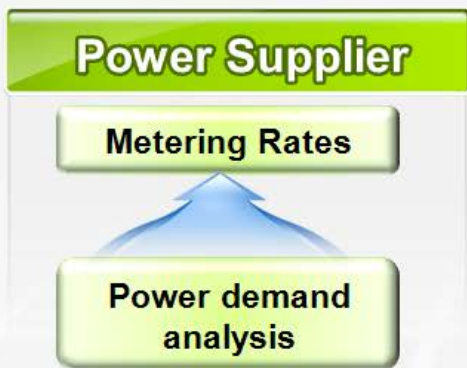 Power Supplier
Metering Rates
Power demand
analysis